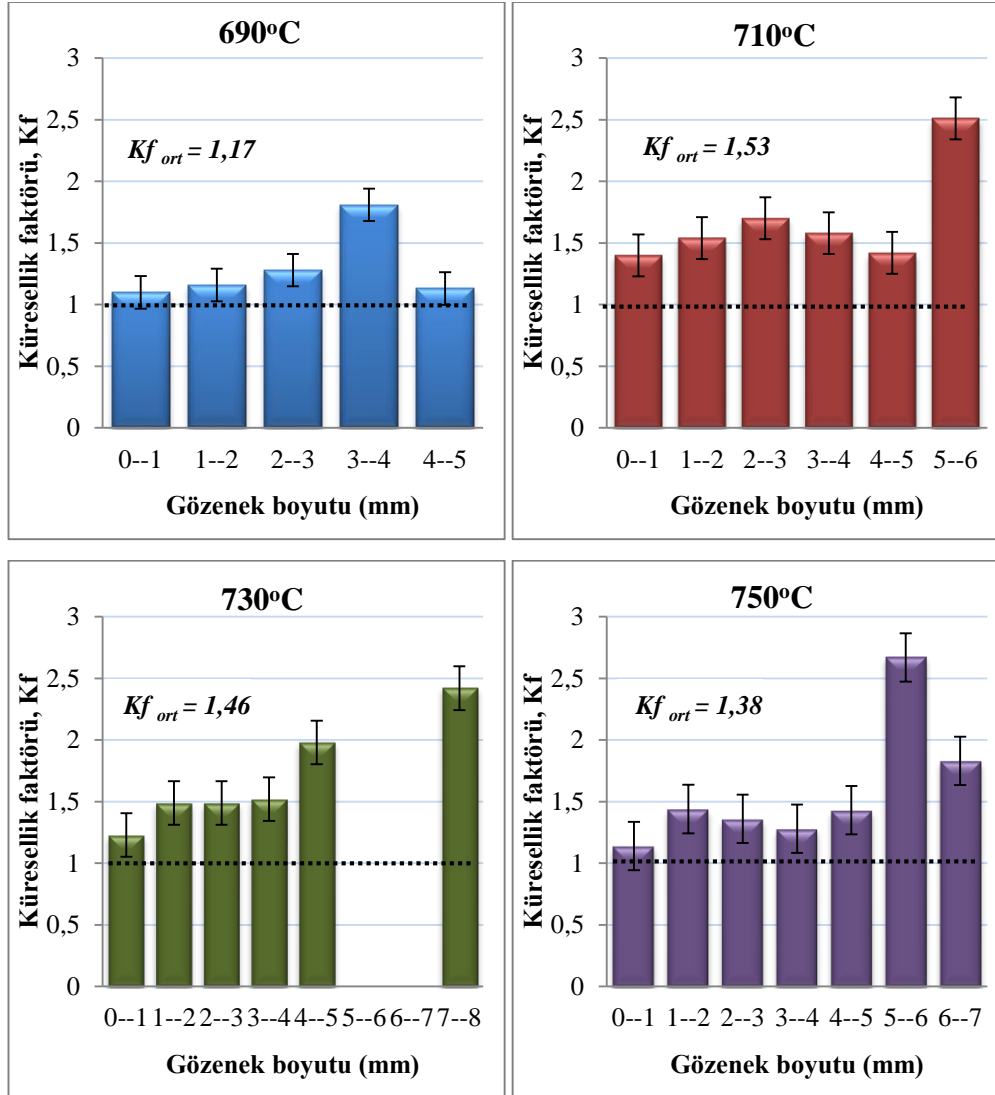 690ºC
3
2,5
2
1,5
1
0,5
0
Küresellik faktörü, Kf
Kf ort = 1,17
0--1 1--2 2--3 3--4 4--5
Gözenek boyutu (mm)
710ºC
3
2,5
2
1,5
1
0,5
0
Küresellik faktörü, Kf
Kf ort = 1,53
0--1 1--2 2--3 3--4 4--5 5--6
Gözenek boyutu (mm)
730ºC
3
2,5
2
1,5
1
0,5
0
Küresellik faktörü, Kf
Kf ort = 1,46
0--1 1--2 2--3 3--4 4--5 5--6 6--7 7--8
Gözenek boyutu (mm)
750ºC
3
2,5
2
1,5
1
0,5
0
Küresellik faktörü, Kf
Kf ort = 1,38
0--1 1--2 2--3 3--4 4--5 5--6 6--7
Gözenek boyutu (mm)